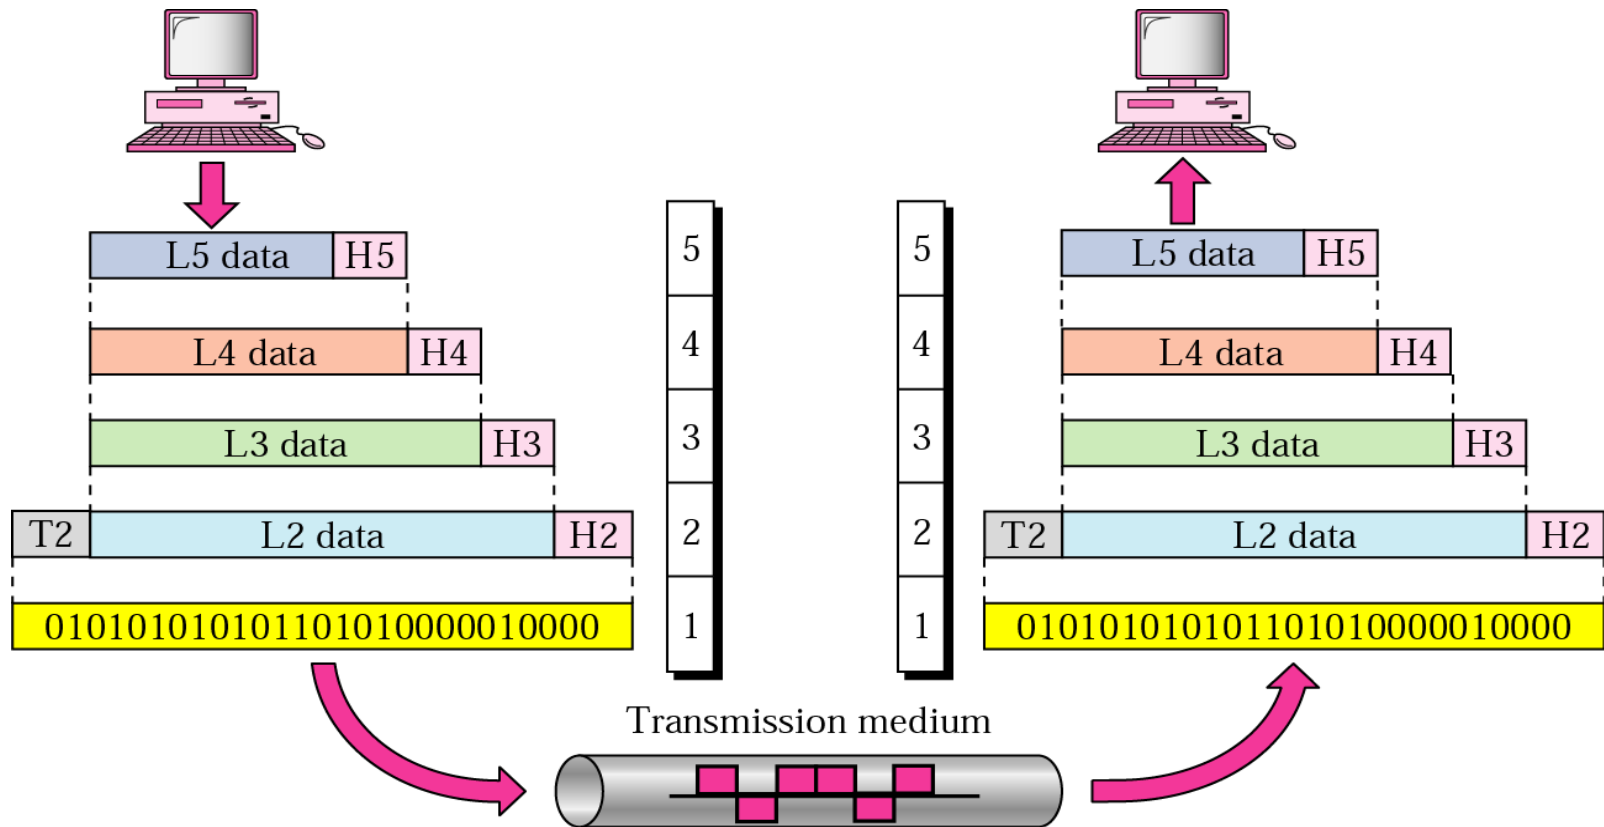 L5 data H5 5 5 L5 data H5
L4 data H4 4 4 L4 data H4
L3 data H3 3 3 L3 data H3
T2 L2 data H2 2 2 T2 L2 data H2
010101010101101010000010000 1 1 010101010101101010000010000
Transmission medium